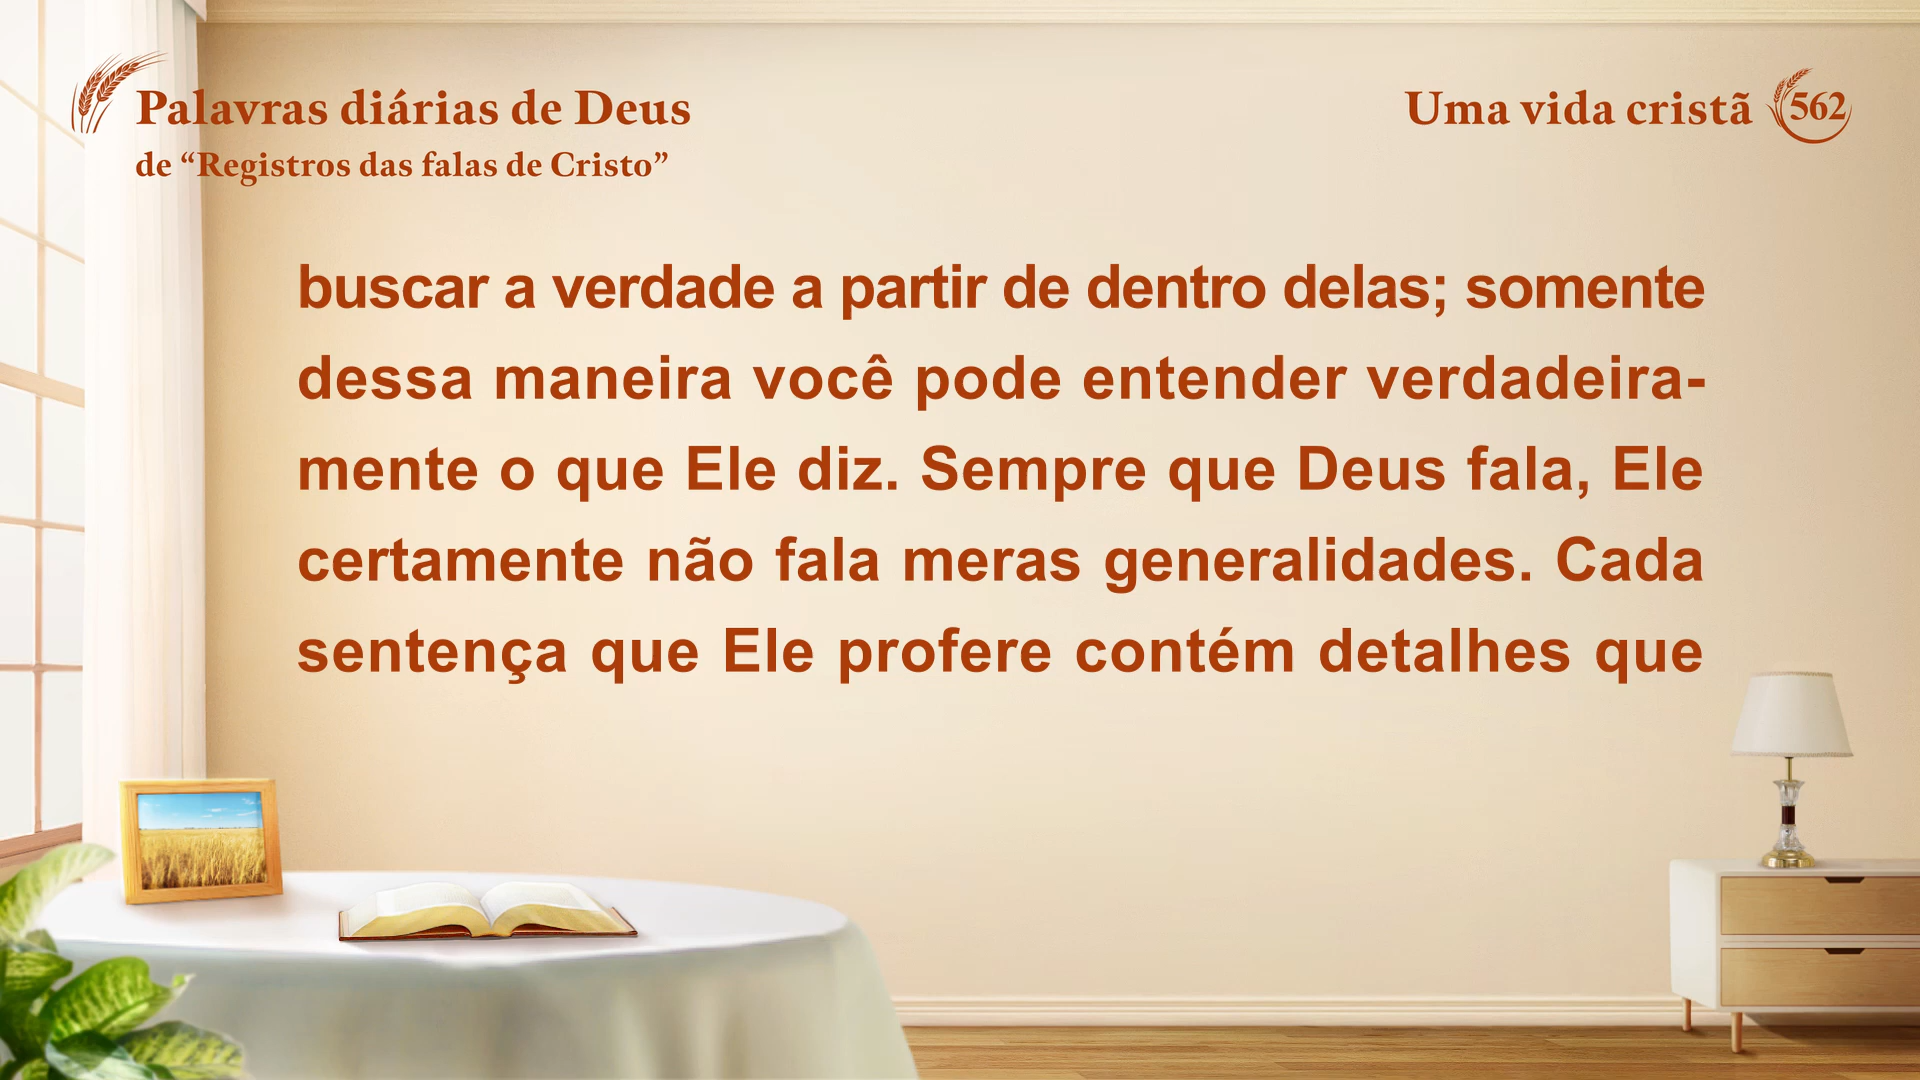 Palavras diárias de Deus
de “Registros das falas de Cristo”
Uma vida cristã 562
buscar a verdade a partir de dentro delas; somente
dessa maneira você pode entender verdadeira-
mente o que Ele diz. Sempre que Deus fala, Ele
certamente não fala meras generalidades. Cada
sentença que Ele profere contém detalhes que